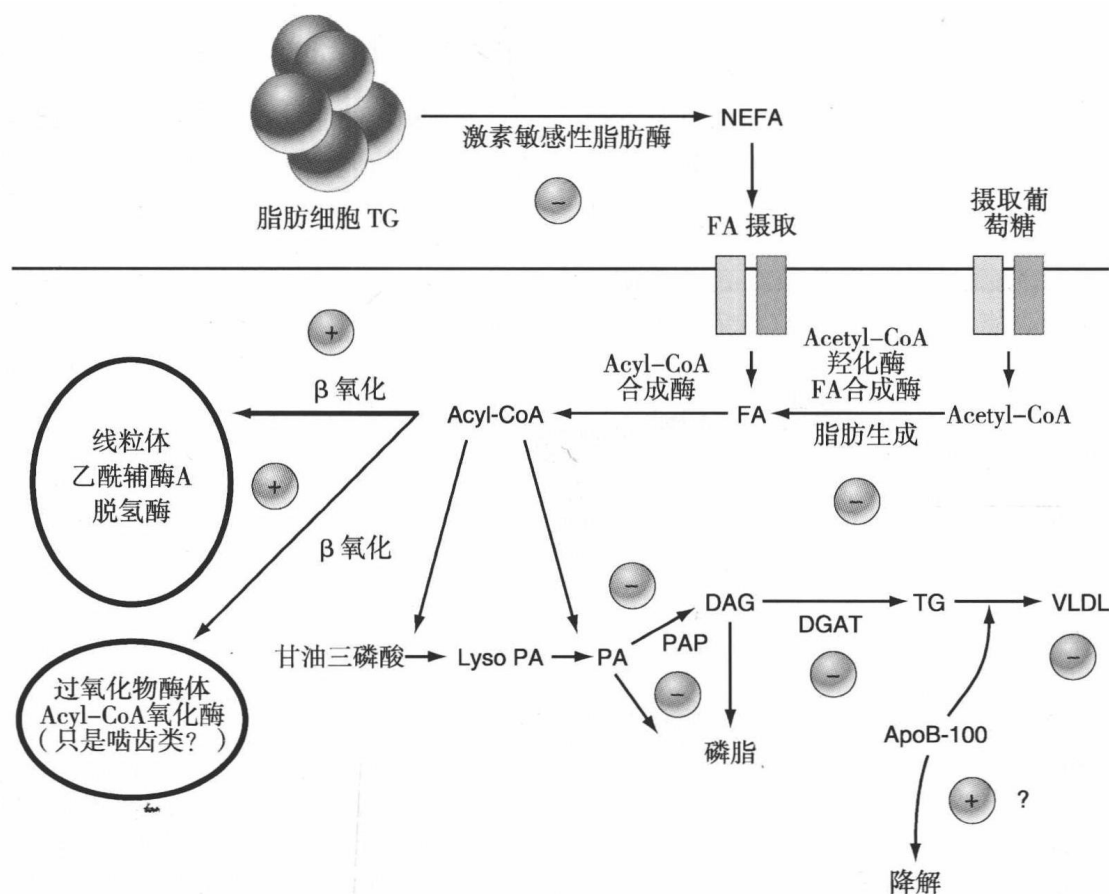 NEFA
激素敏感性脂肪酶
−
脂肪细胞 TG
FA 摄取
摄取葡
萄糖
+
β 氧化
Acyl-CoA
合成酶
Acetyl-CoA
羟化酶
FA合成酶
Acyl-CoA
FA
Acetyl-CoA
脂肪生成
线粒体
乙酰辅酶A
脱氢酶
+
−
β 氧化
−
DAG
TG
VLDL
DGAT
PAP
甘油三磷酸
Lyso PA
PA
−
−
−
过氧化物酶体
Acyl-CoA氧化酶
(只是啮齿类?)
磷脂
ApoB-100
+ ?
降解